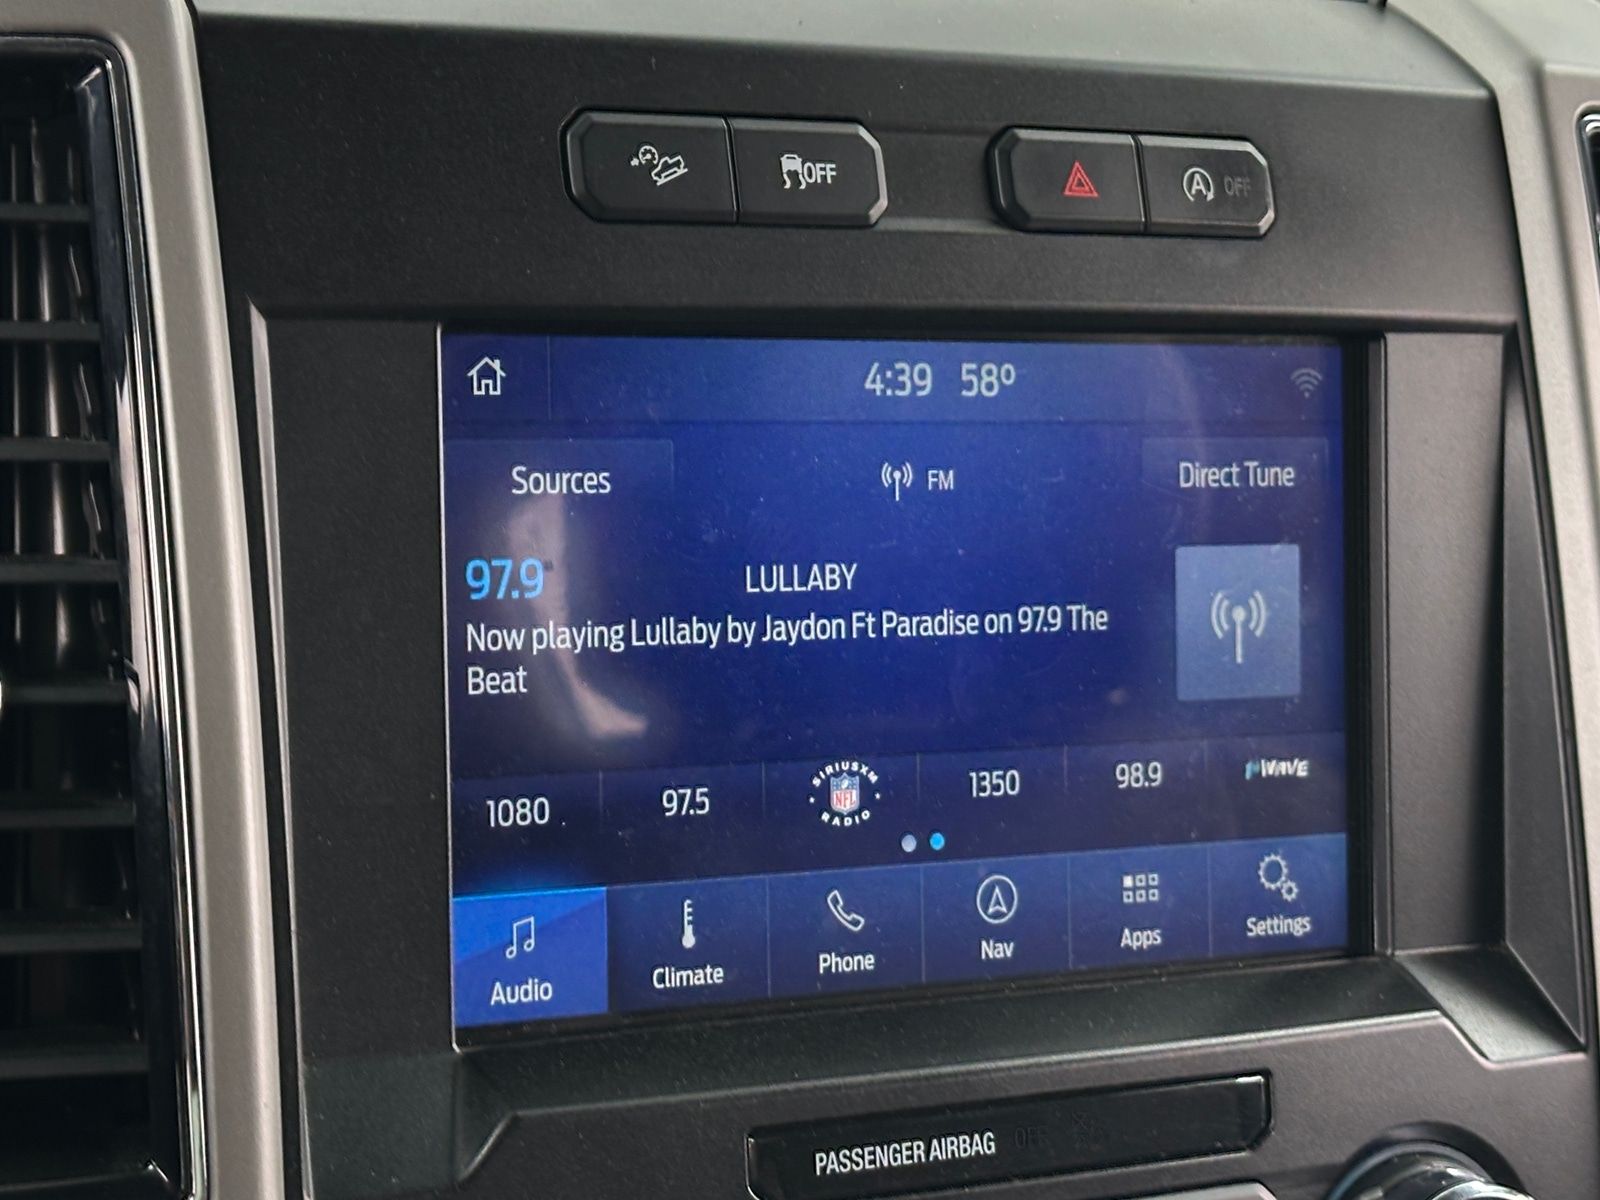 OFF
A OFF
4:39 58°
Sources FM Direct Tune
97.9 LULLABY
Now playing Lullaby by Jaydon Ft Paradise on 97.9 The
Beat
1080 97.5 SIRIUSXM NFL RADIO 1350 98.9 1st WAVE
Audio Climate Phone Nav Apps Settings
PASSENGER AIRBAG OFF